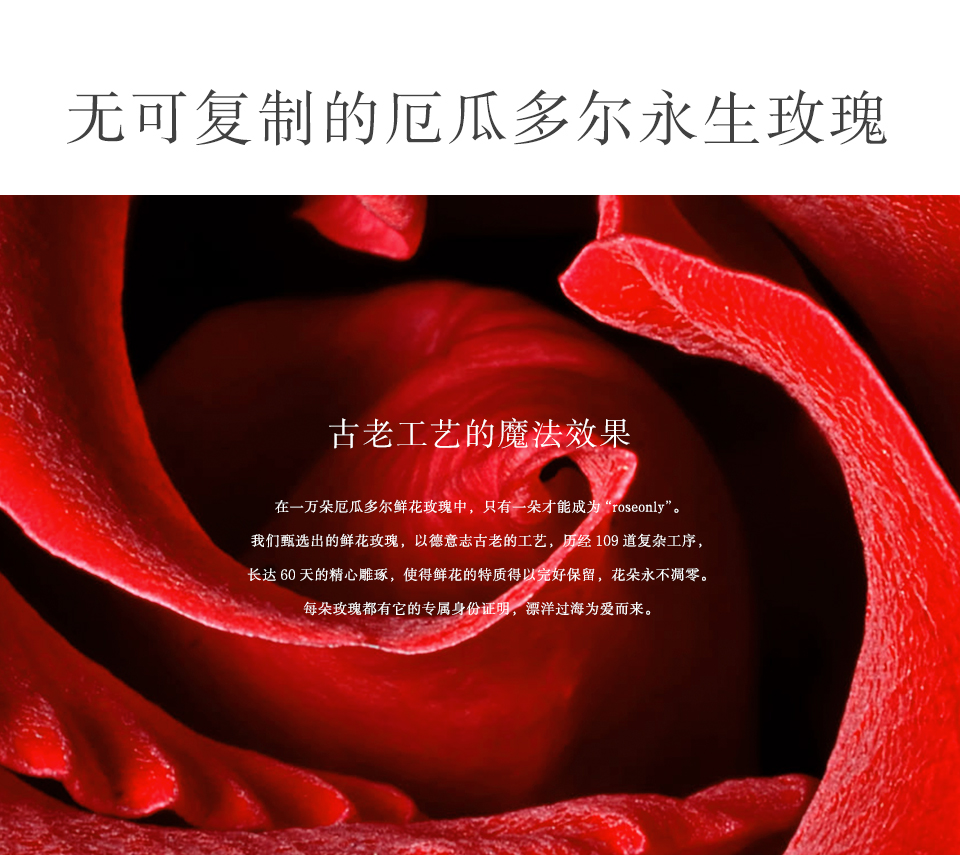 无可复制的厄瓜多尔永生玫瑰
古老工艺的魔法效果
在一万朵厄瓜多尔鲜花玫瑰中，只有一朵才能成为“roseonly”。
我们甄选出的鲜花玫瑰，以德意志古老的工艺，历经 109 道复杂工序，
长达 60 天的精心雕琢，使得鲜花的特质得以完好保留，花朵永不凋零。
每朵玫瑰都有它的专属身份证明，漂洋过海为爱而来。